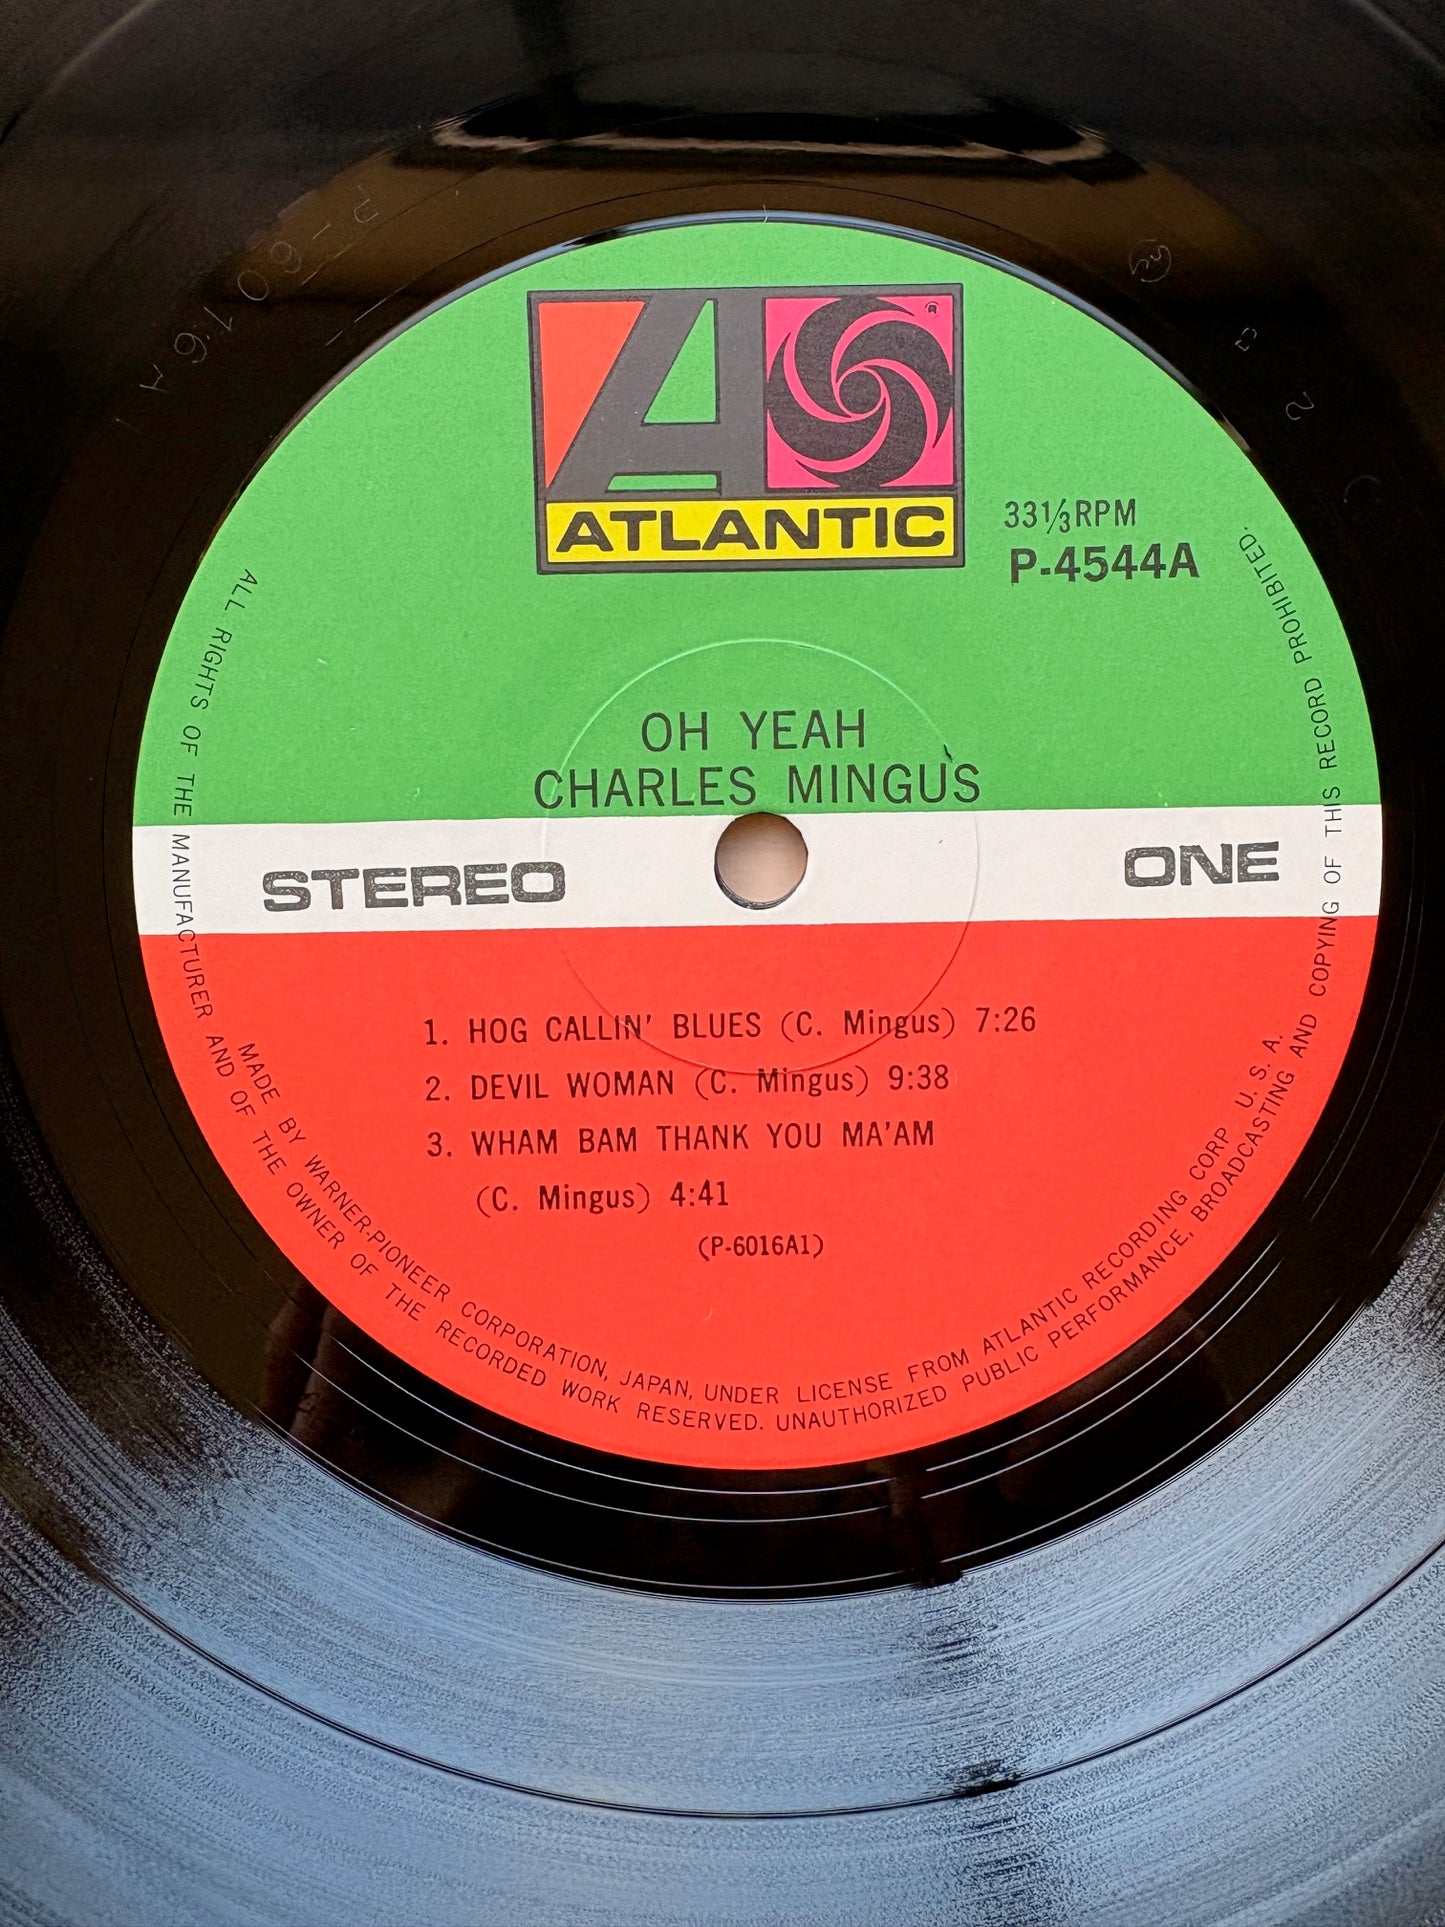 ATLANTIC
33⅓RPM
P-4544A
OH YEAH
CHARLES MINGUS
STEREO
ONE
1. HOG CALLIN' BLUES (C. Mingus) 7:26
2. DEVIL WOMAN (C. Mingus) 9:38
3. WHAM BAM THANK YOU MA'AM
(C. Mingus) 4:41
(P-6016A1)
MADE BY WARNER-PIONEER CORPORATION, JAPAN, UNDER LICENSE FROM ATLANTIC RECORDING CORP U. S. A.
ALL RIGHTS OF THE MANUFACTURER AND OF THE OWNER OF THE RECORDED WORK RESERVED. UNAUTHORIZED PUBLIC PERFORMANCE, BROADCASTING AND COPYING OF THIS RECORD PROHIBITED.